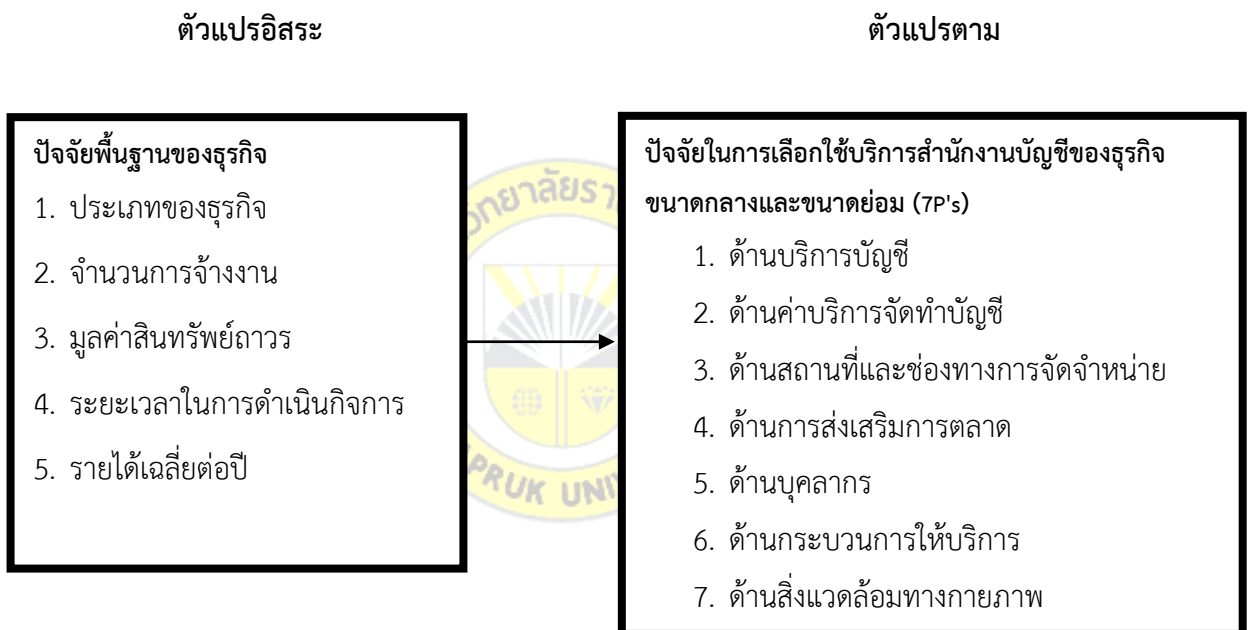 ตัวแปรอิสระ
ตัวแปรตาม
ปัจจัยพื้นฐานของธุรกิจ
1. ประเภทของธุรกิจ
2. จำนวนการจ้างงาน
3. มูลค่าสินทรัพย์ถาวร
4. ระยะเวลาในการดำเนินกิจการ
5. รายได้เฉลี่ยต่อปี
ปัจจัยในการเลือกใช้บริการสำนักงานบัญชีของธุรกิจ
ขนาดกลางและขนาดย่อม (7P's)
1. ด้านบริการบัญชี
2. ด้านค่าบริการจัดทำบัญชี
3. ด้านสถานที่และช่องทางการจัดจำหน่าย
4. ด้านการส่งเสริมการตลาด
5. ด้านบุคลากร
6. ด้านกระบวนการให้บริการ
7. ด้านสิ่งแวดล้อมทางกายภาพ